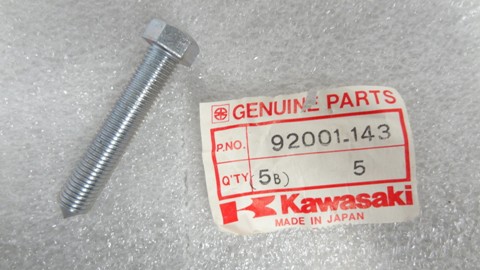 GENUINE PARTS
P.NO. 92001-143
Q'TY (5B) 5
Kawasaki
MADE IN JAPAN